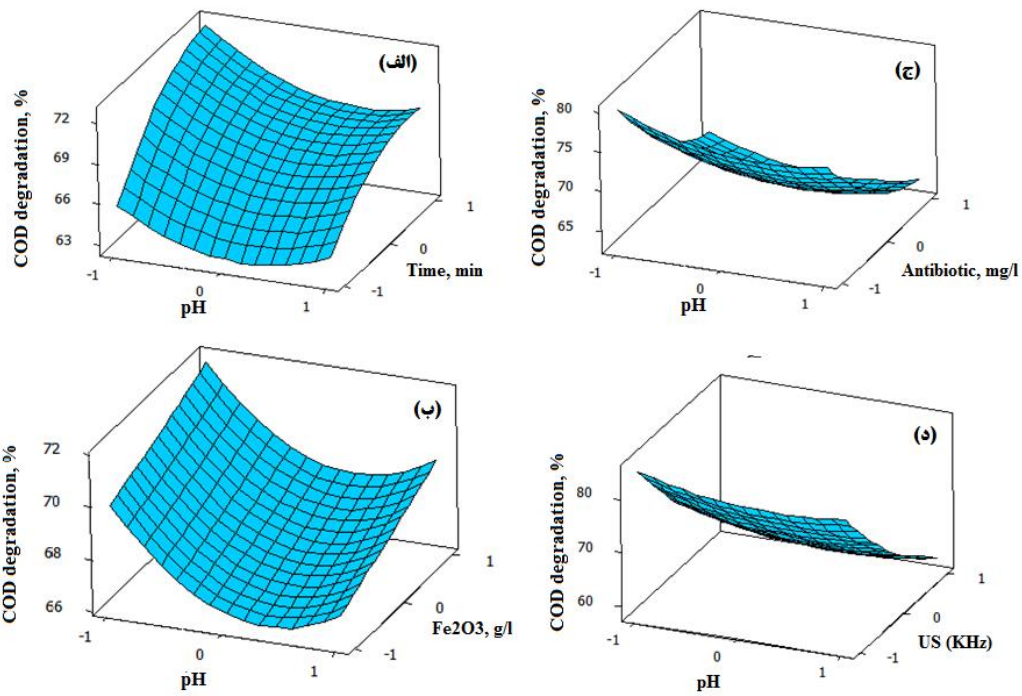 (الف)
COD degradation, %
72
69
66
63
-1
0
1
pH
-1
0
1
Time, min
(ج)
COD degradation, %
80
75
70
65
-1
0
1
pH
-1
0
1
Antibiotic, mg/l
(ب)
COD degradation, %
72
70
68
66
-1
0
1
pH
-1
0
1
Fe2O3, g/l
(د)
COD degradation, %
80
70
60
-1
0
1
pH
-1
0
1
US (KHz)